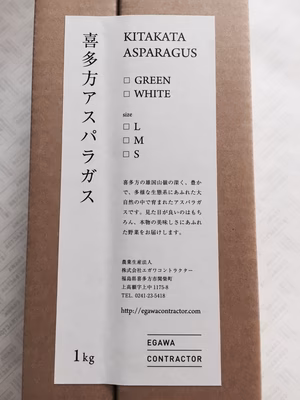 喜多方アスパラガス
1kg
KITAKATA
ASPARAGUS
□ GREEN
□ WHITE
size
□ L
□ M
□ S
喜多方の雄国山麓の深く、豊か
で、多様な生態系にあふれた大
自然の中で育まれたアスパラガ
スです。見た目が良いのはもち
ろん、本物の美味しさにあふれ
た野菜をお届けします。
農業生産法人
株式会社エガワコントラクター
福島県喜多方市関柴町
上高額字上中1175-8
TEL. 0241-23-5418
http://egawacontractor.com
EGAWA
CONTRACTOR